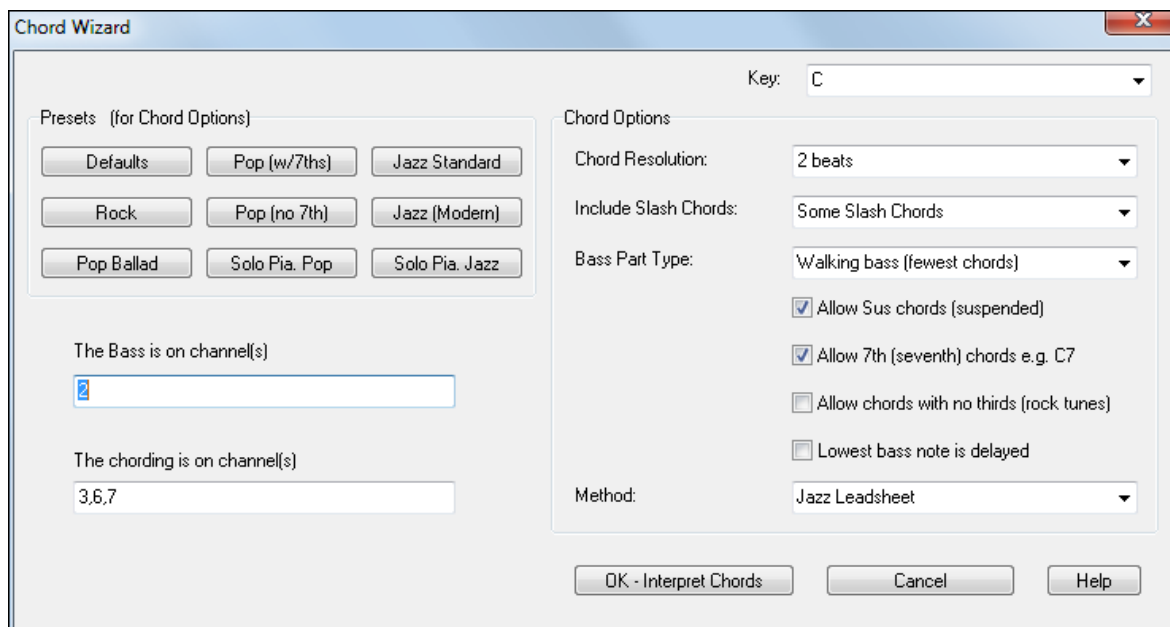 Chord Wizard
Key: C
Presets (for Chord Options)
Defaults Pop (w/7ths) Jazz Standard
Rock Pop (no 7th) Jazz (Modern)
Pop Ballad Solo Pia. Pop Solo Pia. Jazz
The Bass is on channel(s)
2
The chording is on channel(s)
3,6,7
Chord Options
Chord Resolution: 2 beats
Include Slash Chords: Some Slash Chords
Bass Part Type: Walking bass (fewest chords)
Allow Sus chords (suspended)
Allow 7th (seventh) chords e.g. C7
Allow chords with no thirds (rock tunes)
Lowest bass note is delayed
Method: Jazz Leadsheet
OK - Interpret Chords Cancel Help